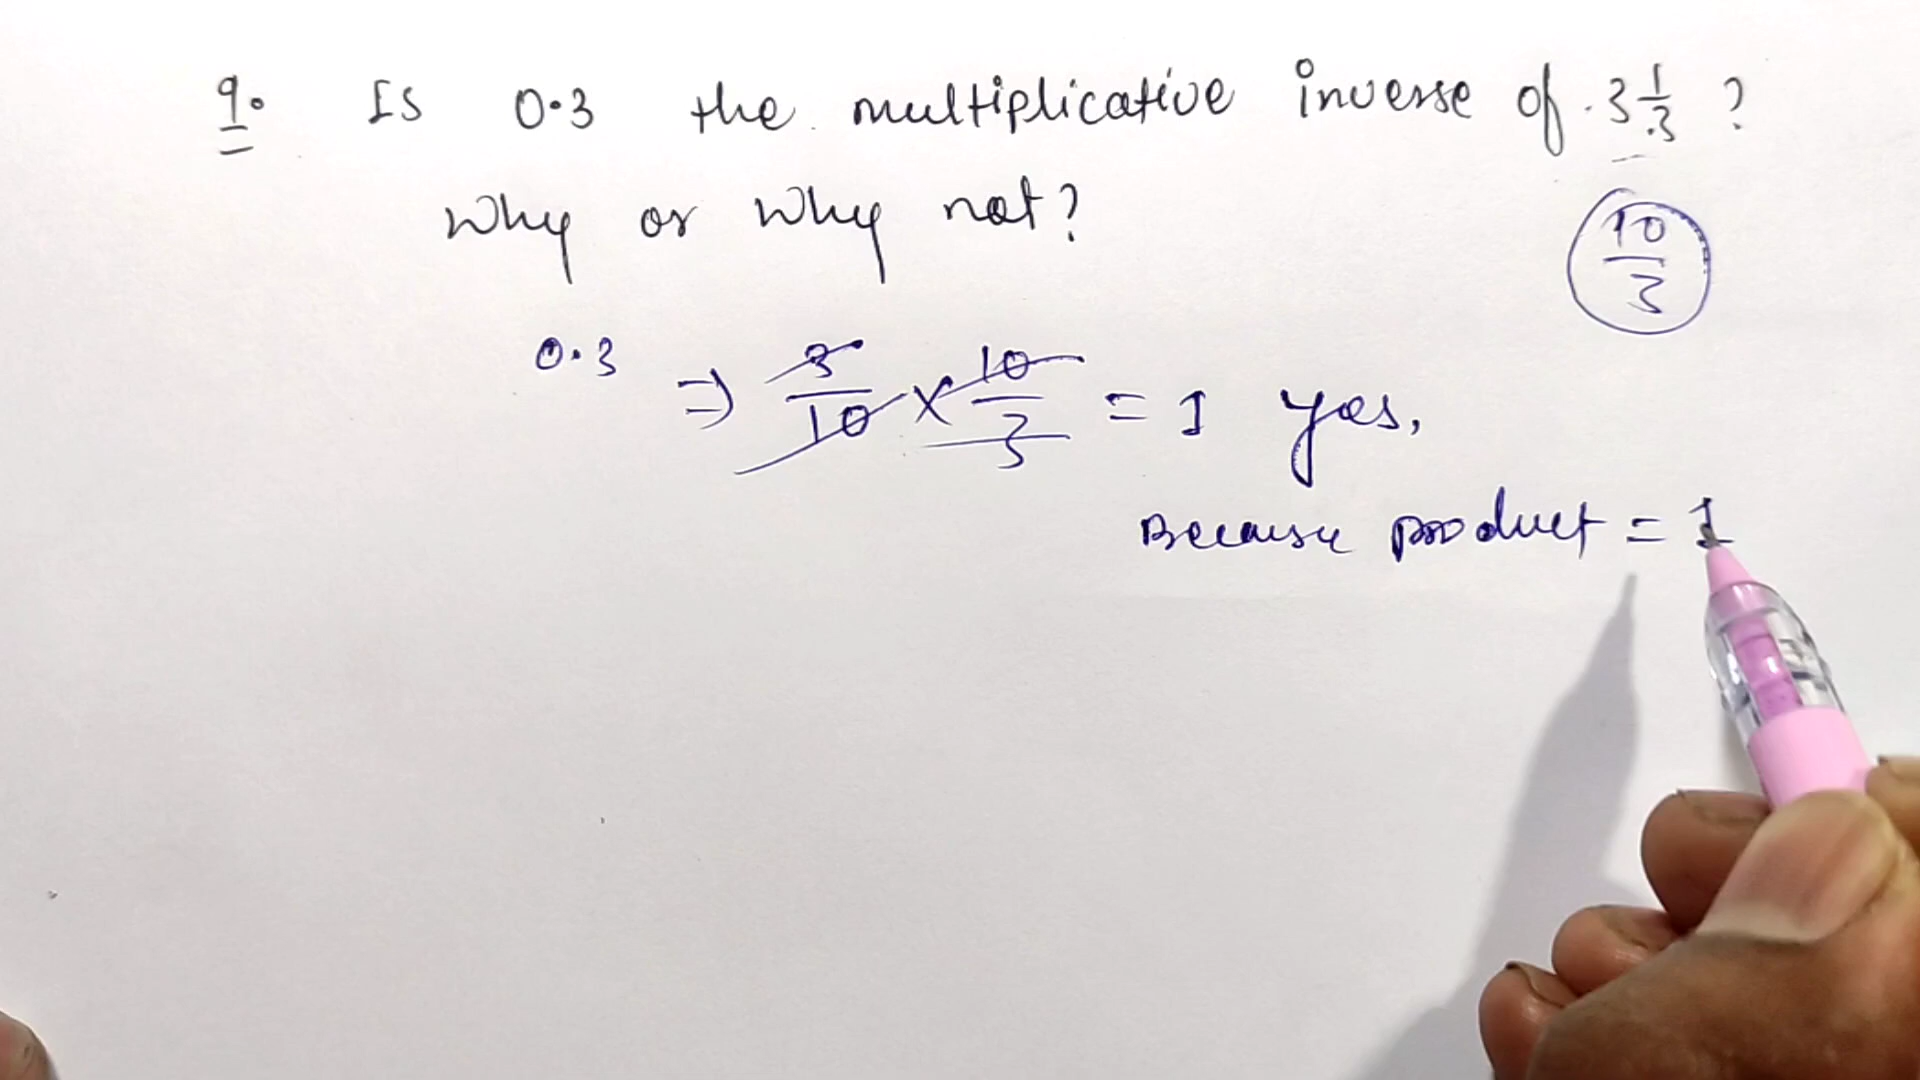 9. Is 0.3 the multiplicative inverse of 3 1/3 ?
Why or why not?
10/3
0.3 ⇒ 3/10 × 10/3 = 1 yes.
Because product = 1